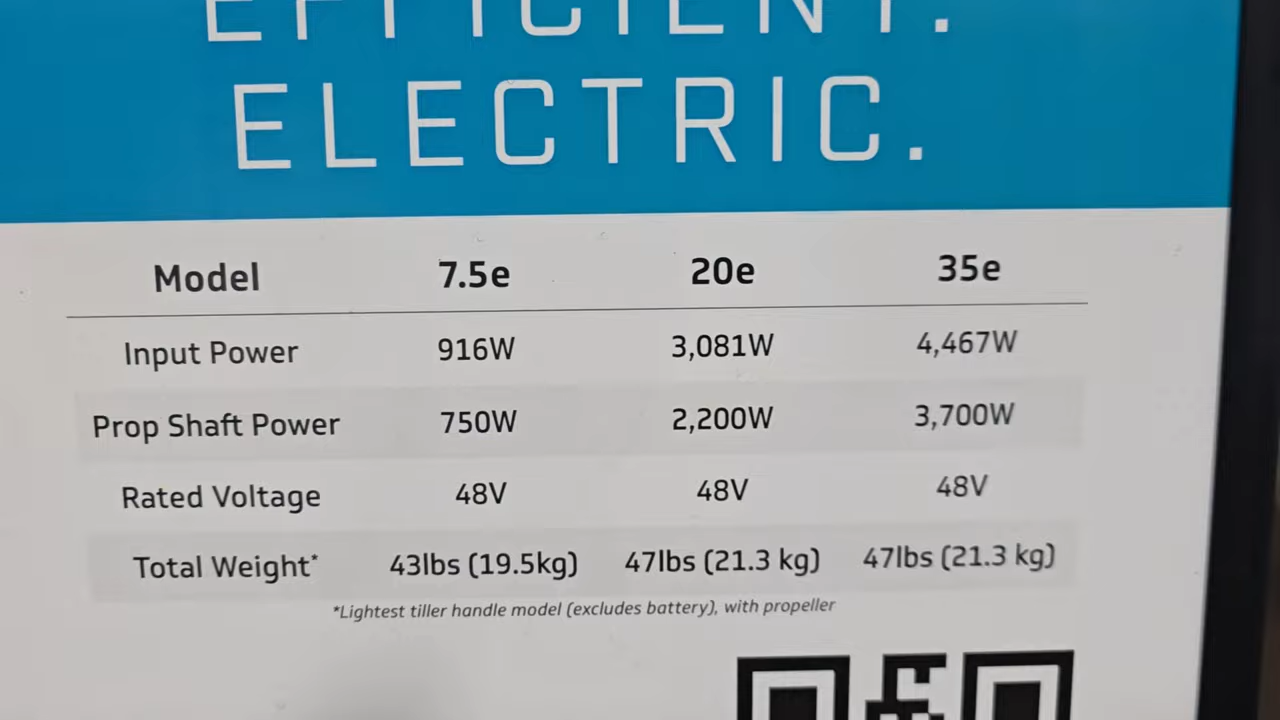 EFFICIENT.
ELECTRIC.
Model 7.5e 20e 35e
Input Power 916W 3,081W 4,467W
Prop Shaft Power 750W 2,200W 3,700W
Rated Voltage 48V 48V 48V
Total Weight* 43lbs (19.5kg) 47lbs (21.3 kg) 47lbs (21.3 kg)
*Lightest tiller handle model (excludes battery), with propeller